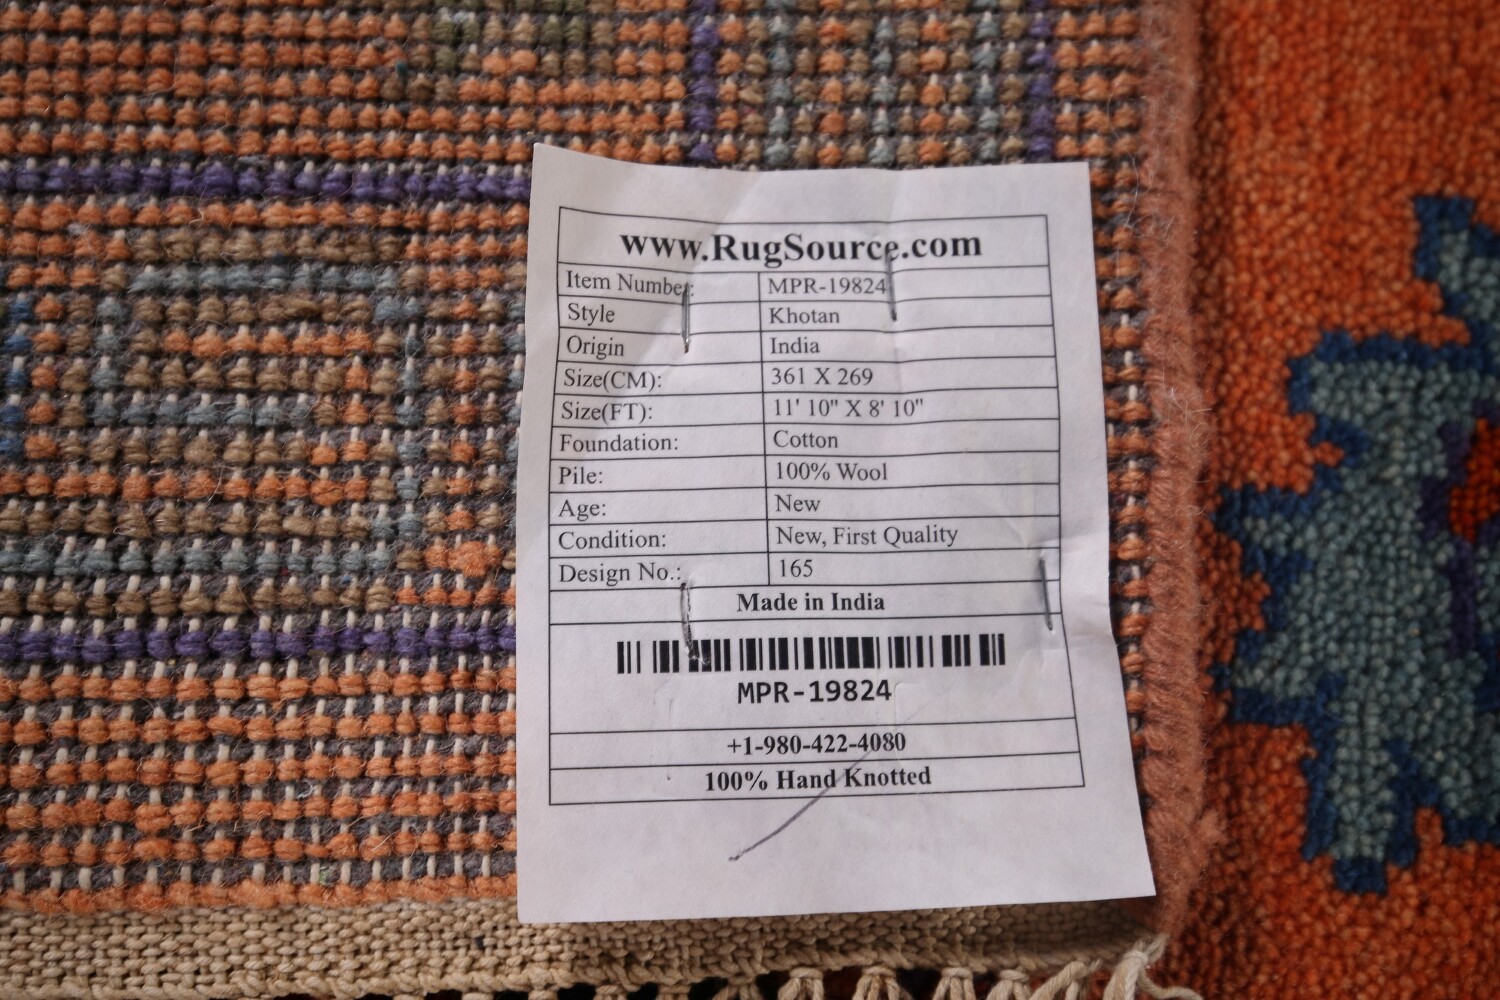 www.RugSource.com
Item Number: MPR-19824
Style Khotan
Origin India
Size(CM): 361 X 269
Size(FT): 11' 10" X 8' 10"
Foundation: Cotton
Pile: 100% Wool
Age: New
Condition: New, First Quality
Design No.: 165
Made in India
MPR-19824
+1-980-422-4080
100% Hand Knotted